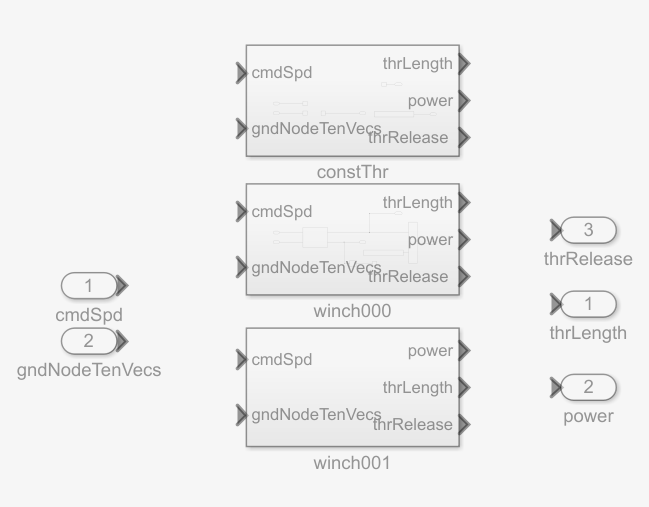 cmdSpd
gndNodeTenVecs
thrLength
power
thrRelease
constThr
cmdSpd
gndNodeTenVecs
thrLength
power
thrRelease
winch000
cmdSpd
gndNodeTenVecs
power
thrLength
thrRelease
winch001
1
cmdSpd
2
gndNodeTenVecs
3
thrRelease
1
thrLength
2
power